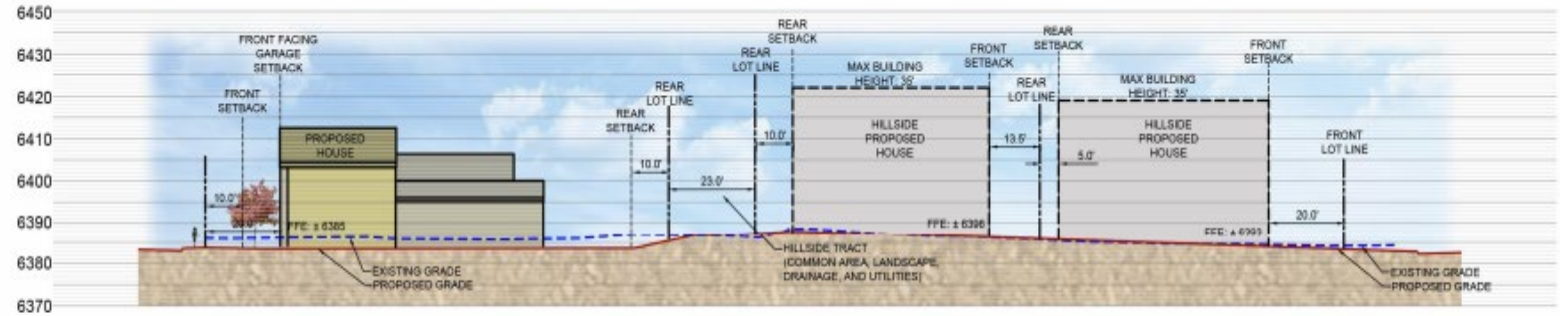 6450
6430
6420
6410
6400
6390
6380
6370
FRONT FACING
GARAGE
SETBACK
FRONT
SETBACK
PROPOSED
HOUSE
10.0'
20.0'
FFE: ± 6385
EXISTING GRADE
PROPOSED GRADE
REAR
SETBACK
REAR
LOT LINE
10.0'
23.0'
REAR
LOT LINE
REAR
SETBACK
10.0'
MAX BUILDING
HEIGHT: 35'
HILLSIDE
PROPOSED
HOUSE
FFE: ± 6396
HILLSIDE TRACT
(COMMON AREA, LANDSCAPE,
DRAINAGE, AND UTILITIES)
FRONT
SETBACK
13.5'
REAR
LOT LINE
REAR
SETBACK
5.0'
MAX BUILDING
HEIGHT: 35'
HILLSIDE
PROPOSED
HOUSE
FFE: ±
FRONT
SETBACK
20.0'
FRONT
LOT LINE
EXISTING GRADE
PROPOSED GRADE